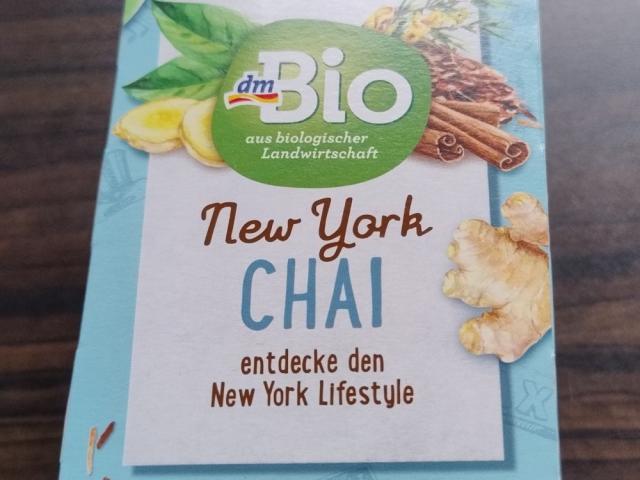 dm
Bio
aus biologischer
Landwirtschaft
New York
CHAI
entdecke den
New York Lifestyle
X